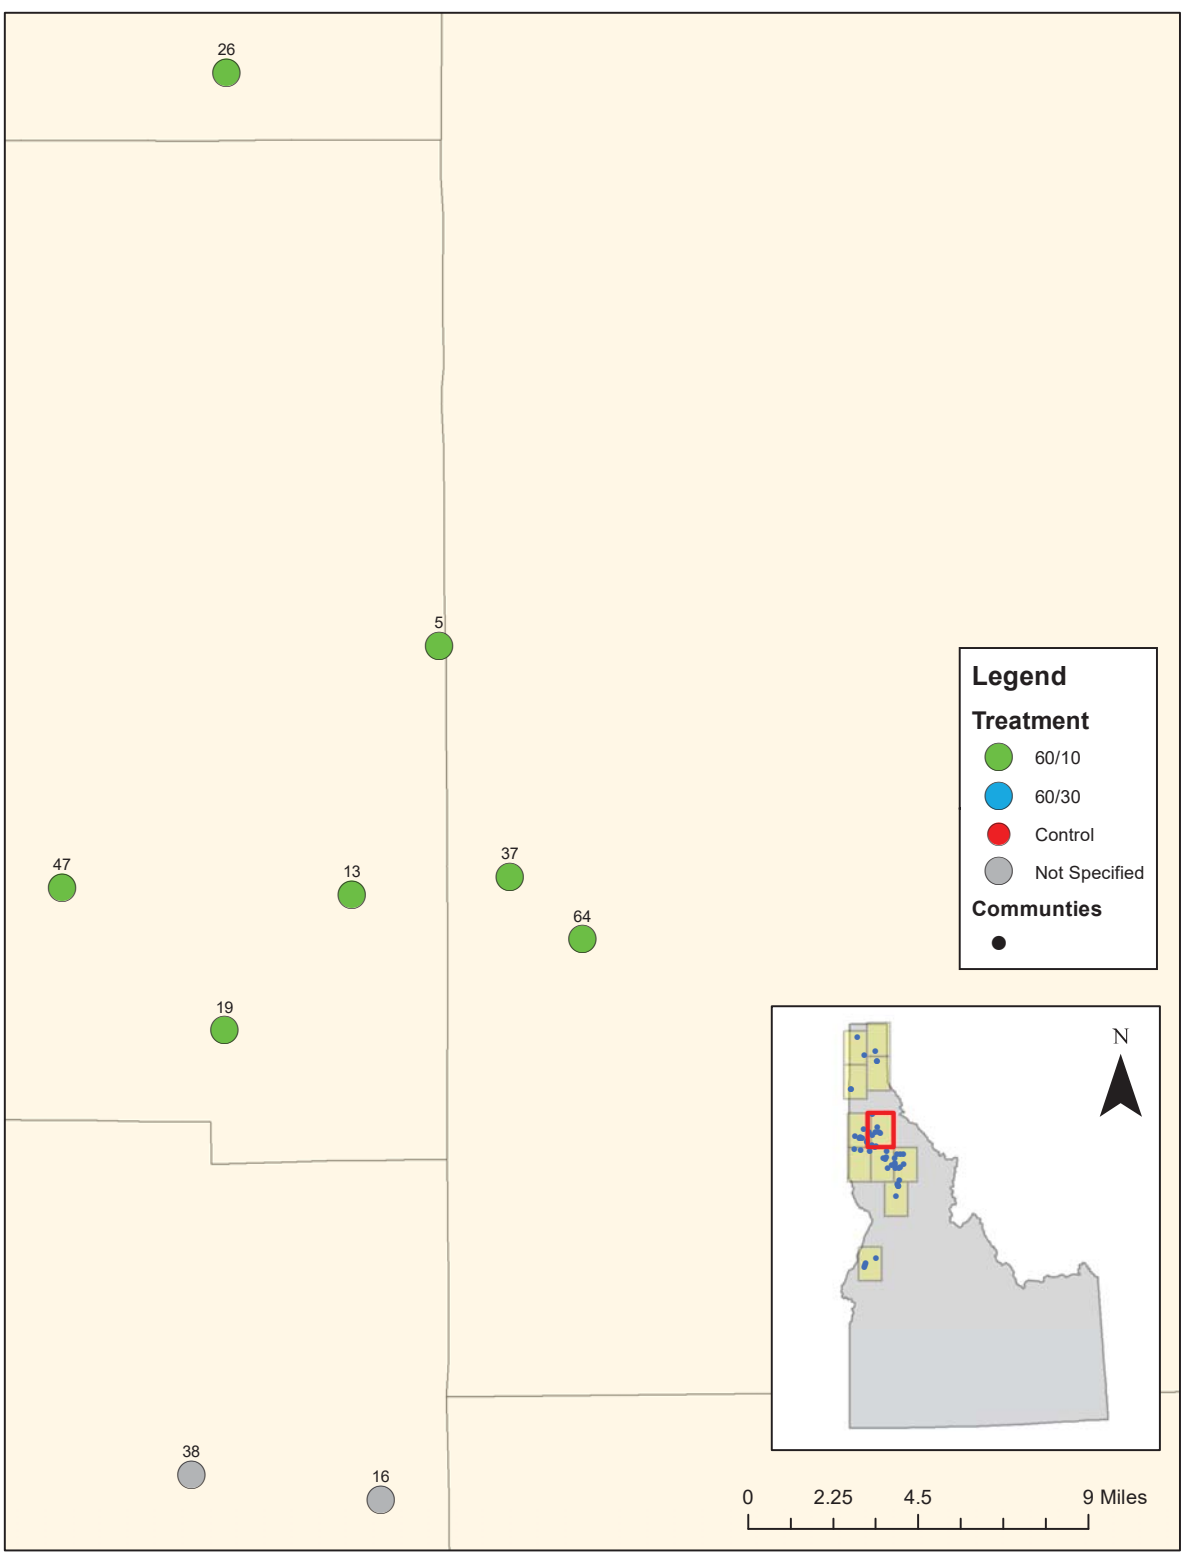 26
5
47
13
37
64
19
38
16
Legend
Treatment
60/10
60/30
Control
Not Specified
Communties
N
0 2.25 4.5 9 Miles